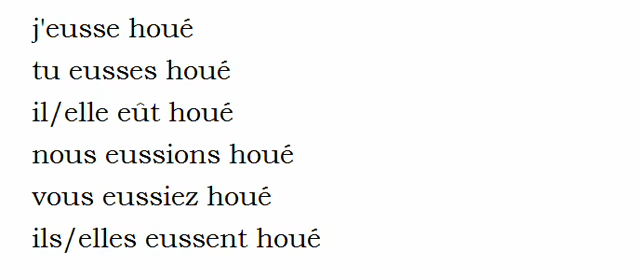 j'eusse houé
tu eusses houé
il/elle eût houé
nous eussions houé
vous eussiez houé
ils/elles eussent houé